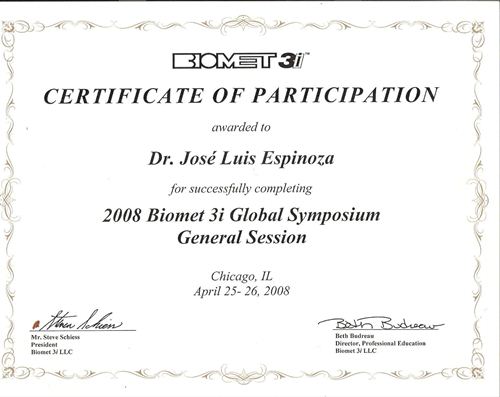 BIOMET 3i™
CERTIFICATE OF PARTICIPATION
awarded to
Dr. José Luis Espinoza
for successfully completing
2008 Biomet 3i Global Symposium
General Session
Chicago, IL
April 25- 26, 2008
Steven Schiess
Beth Budreau
Mr. Steve Schiess
President
Biomet 3i LLC
Beth Budreau
Director, Professional Education
Biomet 3i LLC